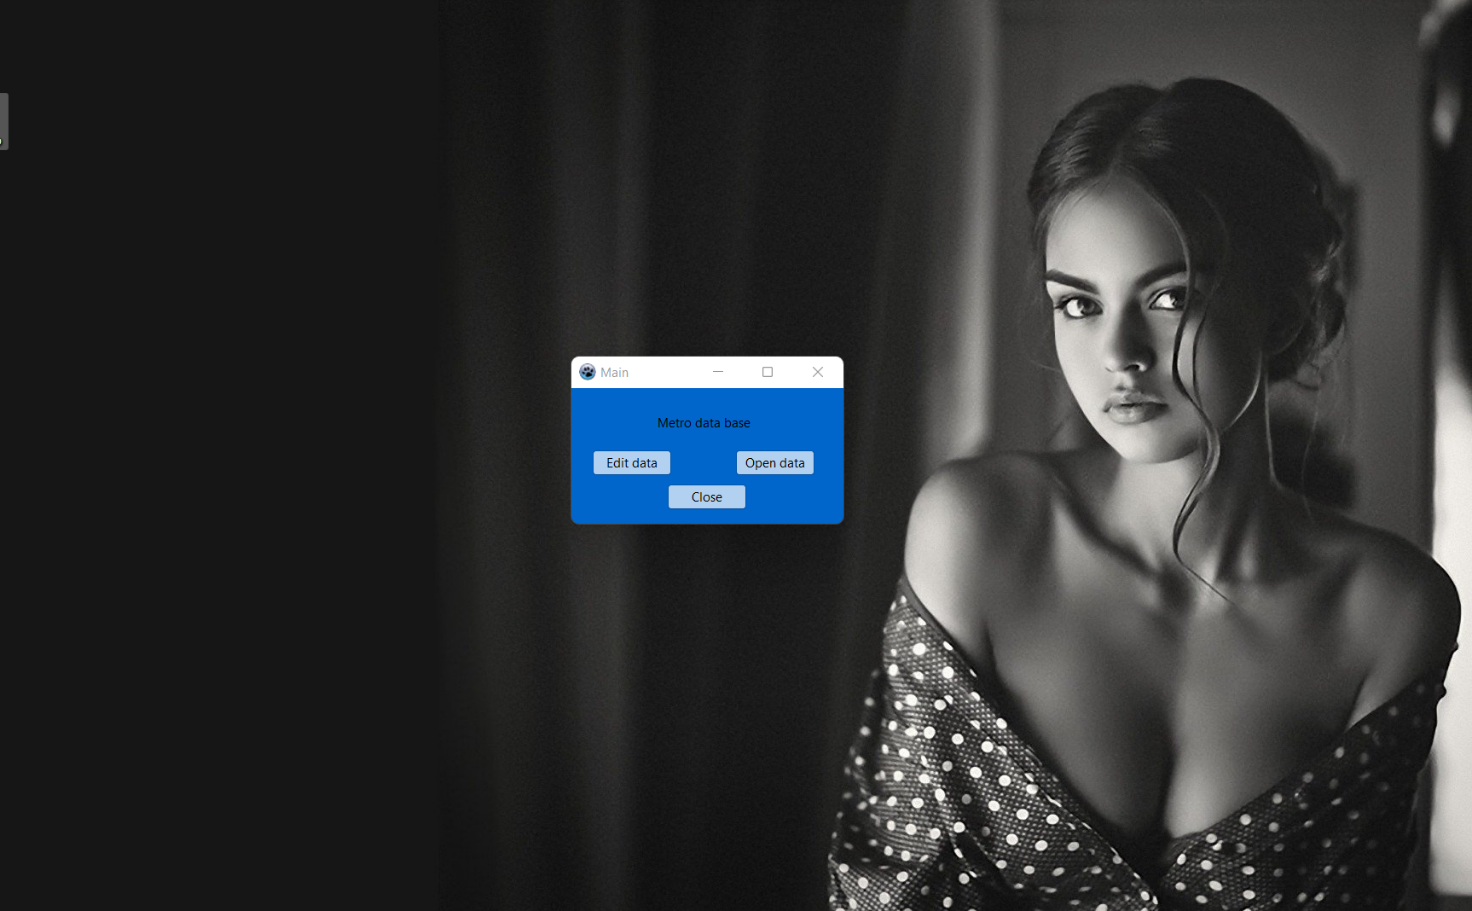 Main
Metro data base
Edit data
Open data
Close